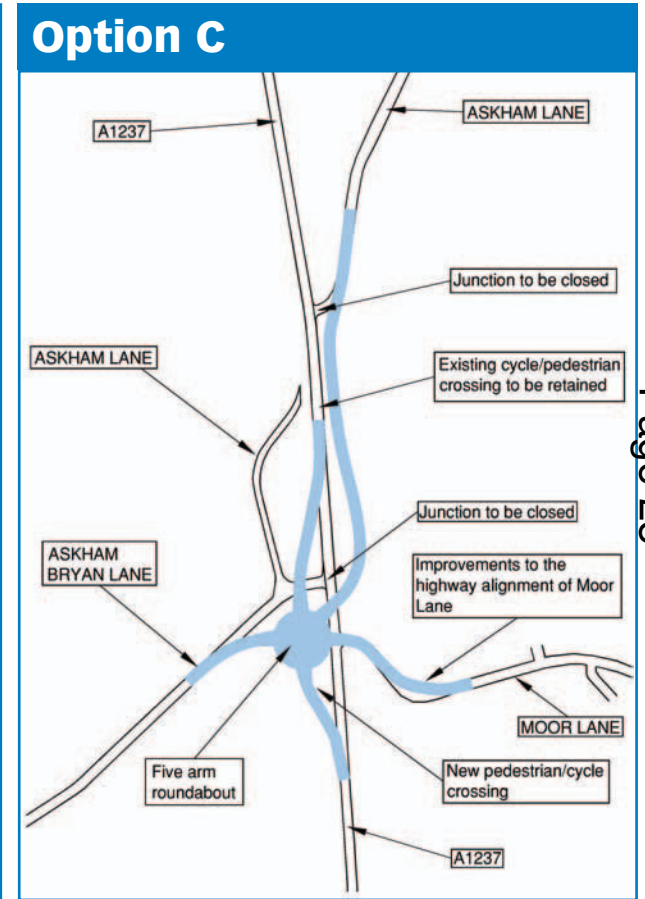 Option C
A1237
ASKHAM LANE
Junction to be closed
ASKHAM LANE
Existing cycle/pedestrian
crossing to be retained
Junction to be closed
ASKHAM
BRYAN LANE
Improvements to the
highway alignment of Moor
Lane
MOOR LANE
Five arm
roundabout
New pedestrian/cycle
crossing
A1237